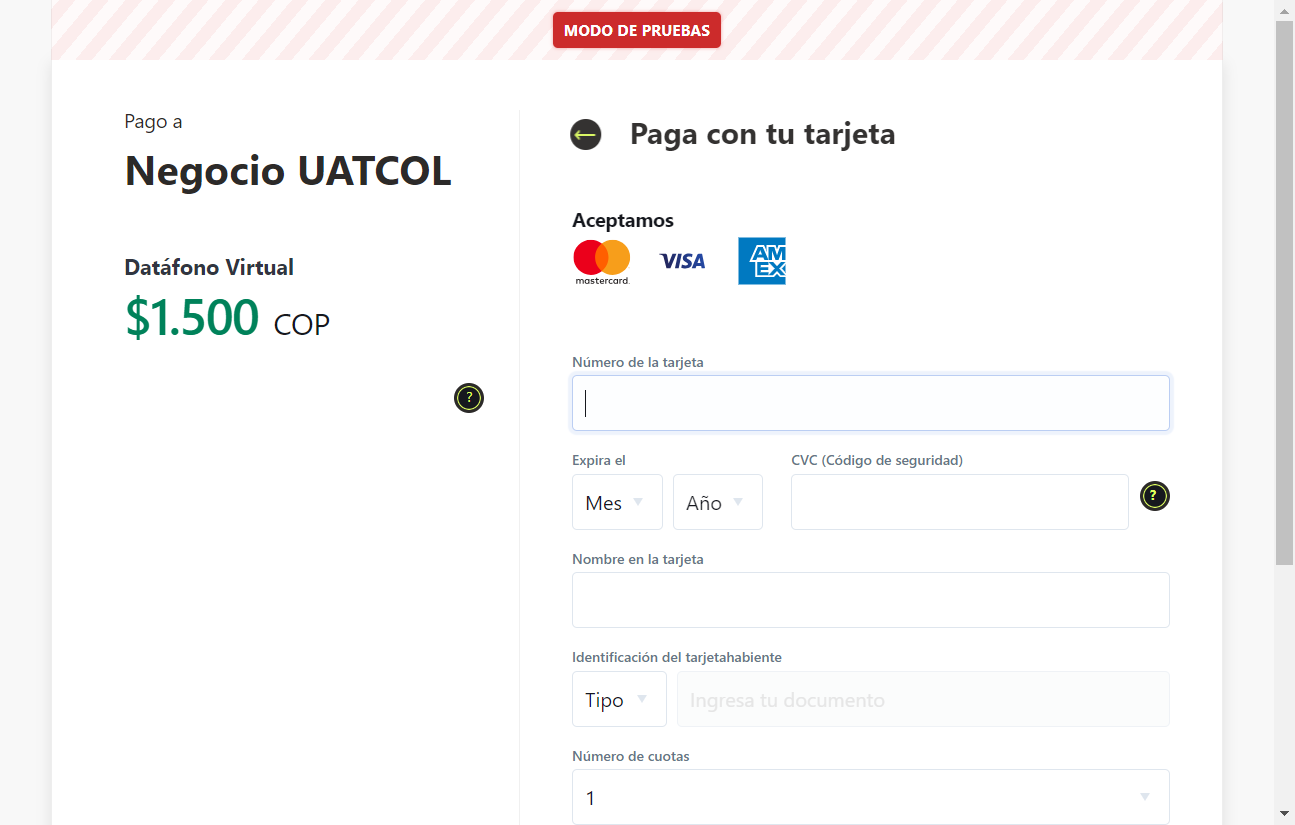 MODO DE PRUEBAS
Pago a
Negocio UATCOL
Datáfono Virtual
$1.500 COP
?
Paga con tu tarjeta
Aceptamos
mastercard.
VISA
AM
EX
Número de la tarjeta
Expira el
CVC (Código de seguridad)
Mes
Año
?
Nombre en la tarjeta
Identificación del tarjetahabiente
Tipo
Ingresa tu documento
Número de cuotas
1